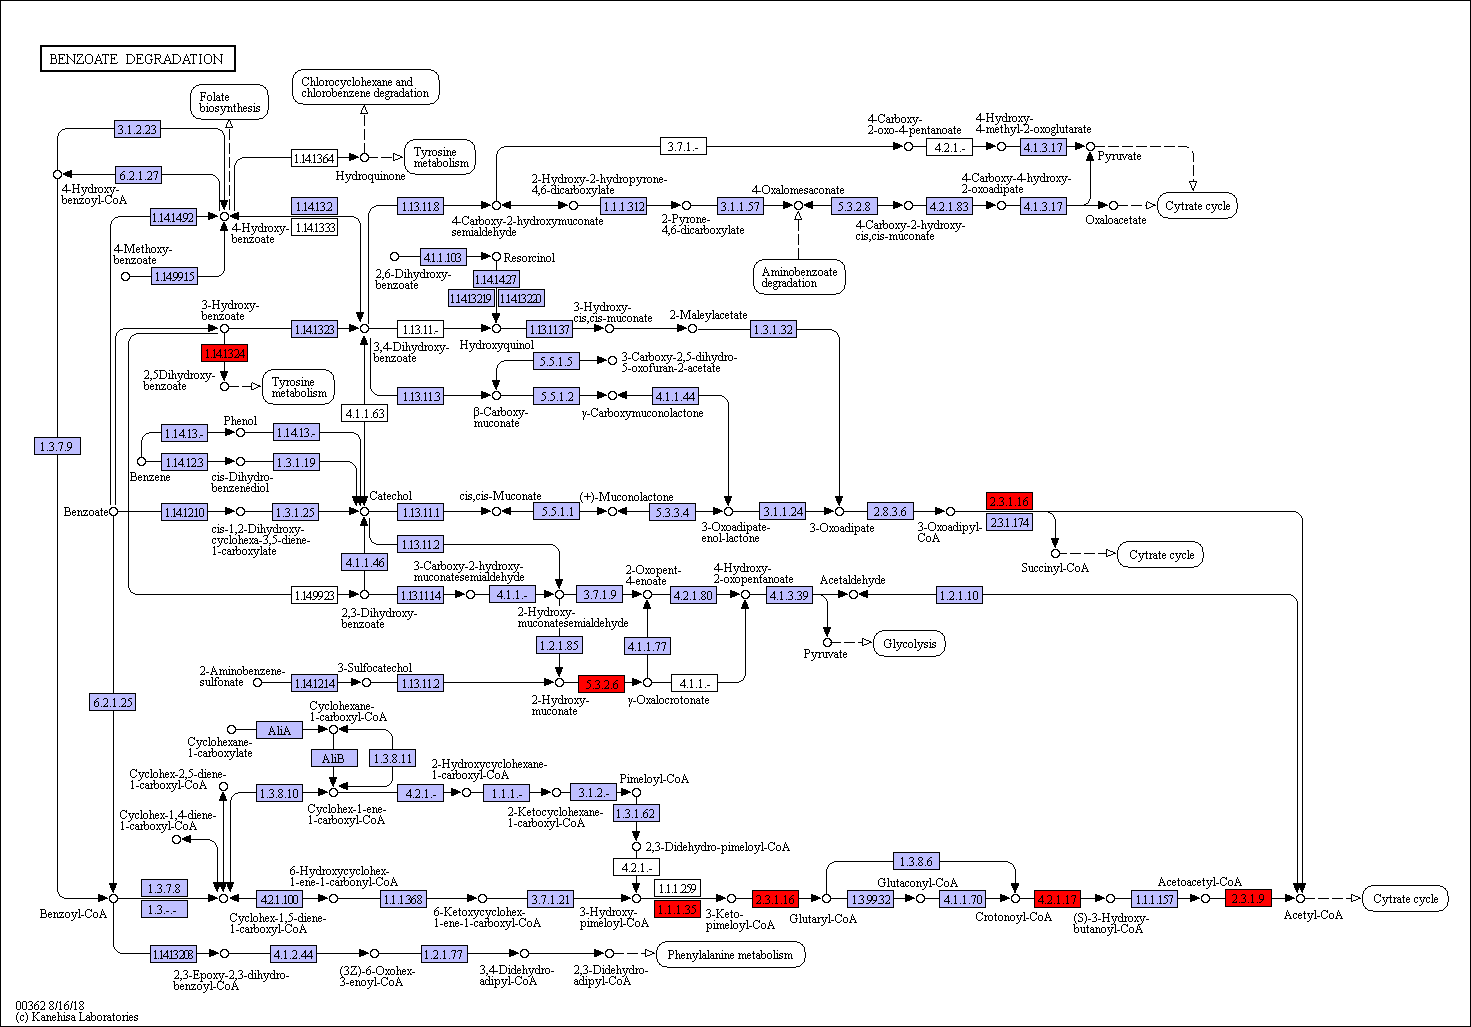 BENZOATE DEGRADATION
Chlorocyclohexane and
chlorobenzene degradation
Folate
biosynthesis
3.1.2.23
6.2.1.27
4-Hydroxy-
benzoyl-CoA
1.14.13.64
Hydroquinone
Tyrosine
metabolism
1.14.14.92
4-Hydroxy-
benzoate
1.14.13.2
1.14.13.33
4-Methoxy-
benzoate
1.14.99.15
3.7.1.-
4-Carboxy-
2-oxo-4-pentanoate
4.2.1.-
4-Hydroxy-
4-methyl-2-oxoglutarate
4.1.3.17
Pyruvate
1.13.11.8
4-Carboxy-2-hydroxymuconate
semialdehyde
2-Hydroxy-2-hydropyrone-
4,6-dicarboxylate
1.1.1.312
2-Pyrone-
4,6-dicarboxylate
3.1.1.57
4-Oxalomesaconate
5.3.2.8
4-Carboxy-2-hydroxy-
cis,cis-muconate
4.2.1.83
4-Carboxy-4-hydroxy-
2-oxoadipate
4.1.3.17
Oxaloacetate
Cytrate cycle
Aminobenzoate
degradation
4.1.1.103
2,6-Dihydroxy-
benzoate
Resorcinol
1.14.14.27
1.14.13.219
1.14.13.220
3-Hydroxy-
benzoate
1.14.13.23
1.14.13.24
2,5Dihydroxy-
benzoate
Tyrosine
metabolism
3,4-Dihydroxy-
benzoate
1.13.11.-
Hydroxyquinol
1.13.11.37
3-Hydroxy-
cis,cis-muconate
2-Maleylacetate
1.3.1.32
5.5.1.5
3-Carboxy-2,5-dihydro-
5-oxofuran-2-acetate
1.13.11.3
β-Carboxy-
muconate
5.5.1.2
γ-Carboxymuconolactone
4.1.1.44
4.1.1.63
1.3.7.9
Phenol
1.14.13.-
1.14.13.-
Benzene
1.14.12.3
cis-Dihydro-
benzenediol
1.3.1.19
Benzoate
1.14.12.10
cis-1,2-Dihydroxy-
cyclohexa-3,5-diene-
1-carboxylate
1.3.1.25
Catechol
1.13.11.1
cis,cis-Muconate
5.5.1.1
(+)-Muconolactone
5.3.3.4
3-Oxoadipate-
enol-lactone
3.1.1.24
3-Oxoadipate
2.8.3.6
3-Oxoadipyl-
CoA
2.3.1.16
2.3.1.174
Succinyl-CoA
Cytrate cycle
1.13.11.2
4.1.1.46
1.14.99.23
2,3-Dihydroxy-
benzoate
1.13.11.14
3-Carboxy-2-hydroxy-
muconatesemialdehyde
4.1.1.-
2-Hydroxy-
muconatesemialdehyde
3.7.1.9
2-Oxopent-
4-enoate
4.2.1.80
4-Hydroxy-
2-oxopentanoate
4.1.3.39
Acetaldehyde
1.2.1.10
Pyruvate
Glycolysis
1.2.1.85
4.1.1.77
2-Aminobenzene-
sulfonate
1.14.12.14
3-Sulfocatechol
1.13.11.2
2-Hydroxy-
muconate
5.3.2.6
γ-Oxalocrotonate
4.1.1.-
6.2.1.25
Cyclohexane-
1-carboxylate
AliA
Cyclohexane-
1-carboxyl-CoA
AliB
1.3.8.11
Cyclohex-2,5-diene-
1-carboxyl-CoA
1.3.8.10
Cyclohex-1-ene-
1-carboxyl-CoA
4.2.1.-
2-Hydroxycyclohexane-
1-carboxyl-CoA
1.1.1.-
2-Ketocyclohexane-
1-carboxyl-CoA
3.1.2.-
Pimeloyl-CoA
1.3.1.62
2,3-Didehydro-pimeloyl-CoA
4.2.1.-
Cyclohex-1,4-diene-
1-carboxyl-CoA
Benzoyl-CoA
1.3.7.8
1.3.-.-
Cyclohex-1,5-diene-
1-carboxyl-CoA
4.2.1.100
6-Hydroxycyclohex-
1-ene-1-carbonyl-CoA
1.1.1.368
6-Ketoxycyclohex-
1-ene-1-carboxyl-CoA
3.7.1.21
3-Hydroxy-
pimeloyl-CoA
1.1.1.259
1.1.1.35
3-Keto-
pimeloyl-CoA
2.3.1.16
Glutaryl-CoA
1.3.8.6
1.3.99.32
Glutaconyl-CoA
4.1.1.70
Crotonoyl-CoA
4.2.1.17
(S)-3-Hydroxy-
butanoyl-CoA
1.1.1.157
Acetoacetyl-CoA
2.3.1.9
Acetyl-CoA
Cytrate cycle
1.14.13.208
2,3-Epoxy-2,3-dihydro-
benzoyl-CoA
4.1.2.44
(3Z)-6-Oxohex-
3-enoyl-CoA
1.2.1.77
3,4-Didehydro-
adipyl-CoA
2,3-Didehydro-
adipyl-CoA
Phenylalanine metabolism
00362 8/16/18
(c) Kanehisa Laboratories